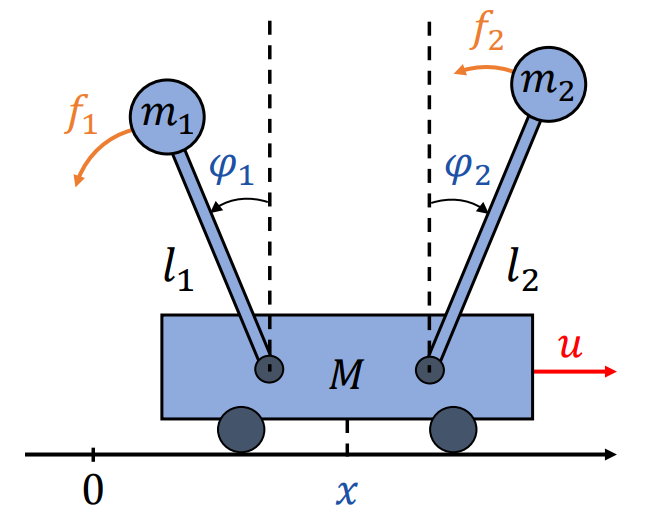 f₂
m₁
m₂
f₁
φ₁
φ₂
l₁
l₂
M
u
0
x